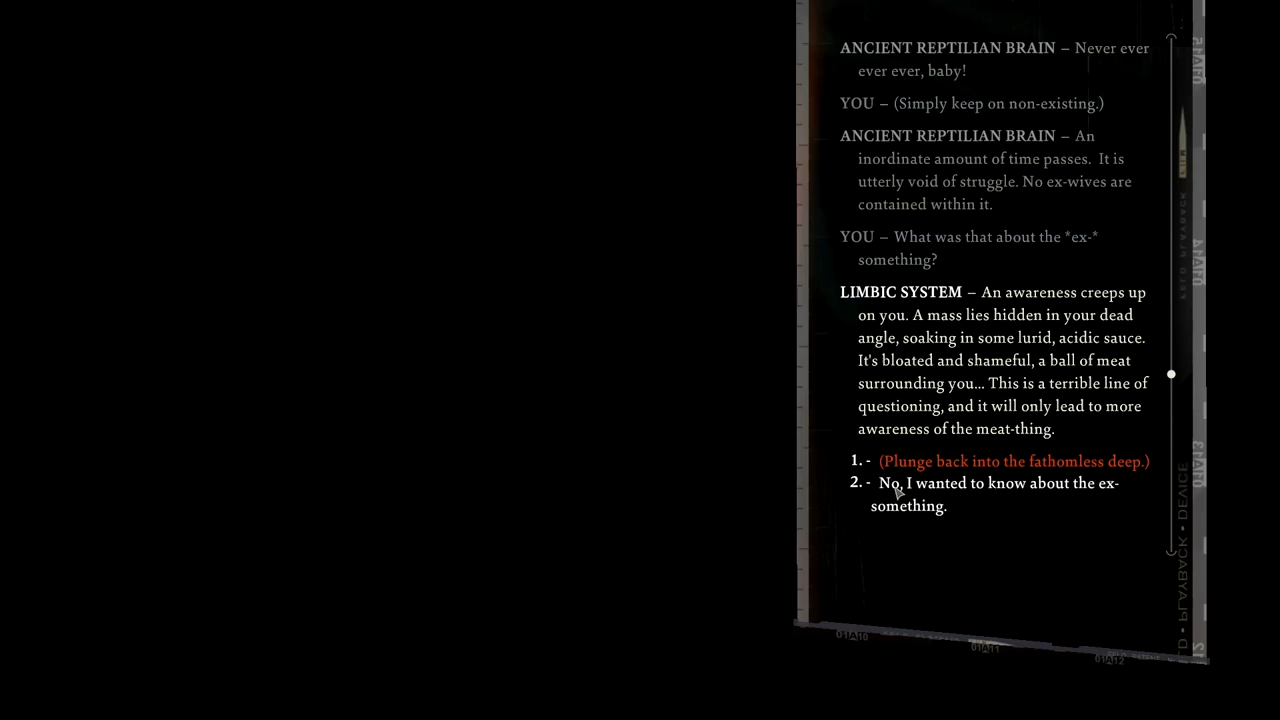 ANCIENT REPTILIAN BRAIN – Never ever
ever ever, baby!
YOU – (Simply keep on non-existing.)
ANCIENT REPTILIAN BRAIN – An
inordinate amount of time passes. It is
utterly void of struggle. No ex-wives are
contained within it.
YOU – What was that about the *ex-*
something?
LIMBIC SYSTEM – An awareness creeps up
on you. A mass lies hidden in your dead
angle, soaking in some lurid, acidic sauce.
It's bloated and shameful, a ball of meat
surrounding you... This is a terrible line of
questioning, and it will only lead to more
awareness of the meat-thing.
1. - (Plunge back into the fathomless deep.)
2. - No, I wanted to know about the ex-
something.
PLAYBACK • DEVICE
01A10
01A11
01A12